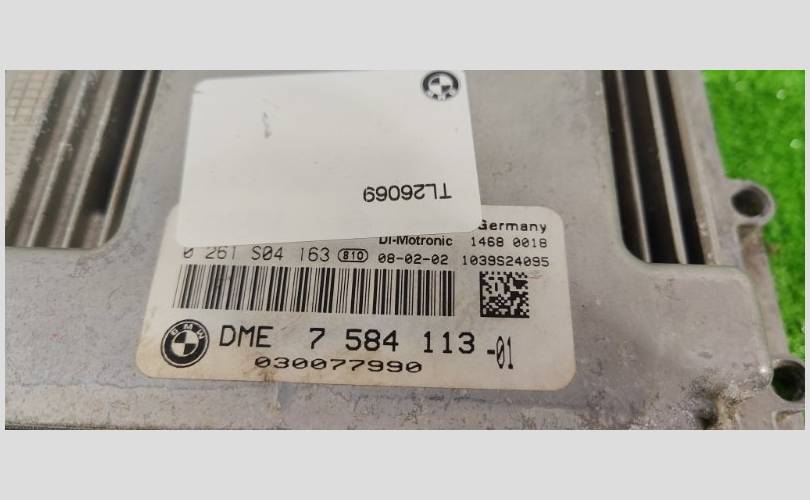 TL26069
Germany
DI-Motronic 1468 0018
0 261 S04 163 810 08-02-02 1039S24095
BMW DME 7 584 113-01
030077990